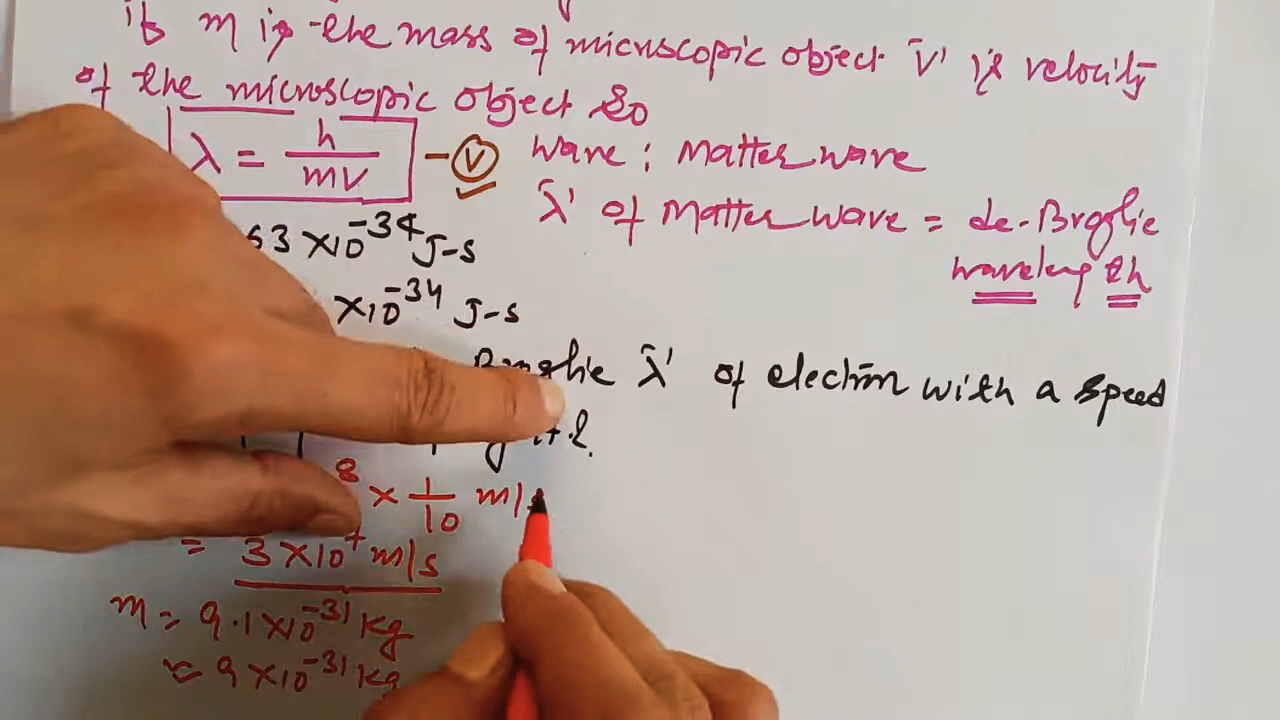 if m is the mass of microscopic object 'v' is velocity
of the microscopic object So
λ = h/mv - (v) wave : Matter wave
'λ' of Matter wave = de-Broglie
wavelength
63 ×10⁻³⁴ J-s
×10⁻³⁴ J-s
'λ' of electron with a speed
8 × 1/10 m/s
= 3×10⁷ m/s
m = 9.1×10⁻³¹ kg
≈ 9×10⁻³¹ kg